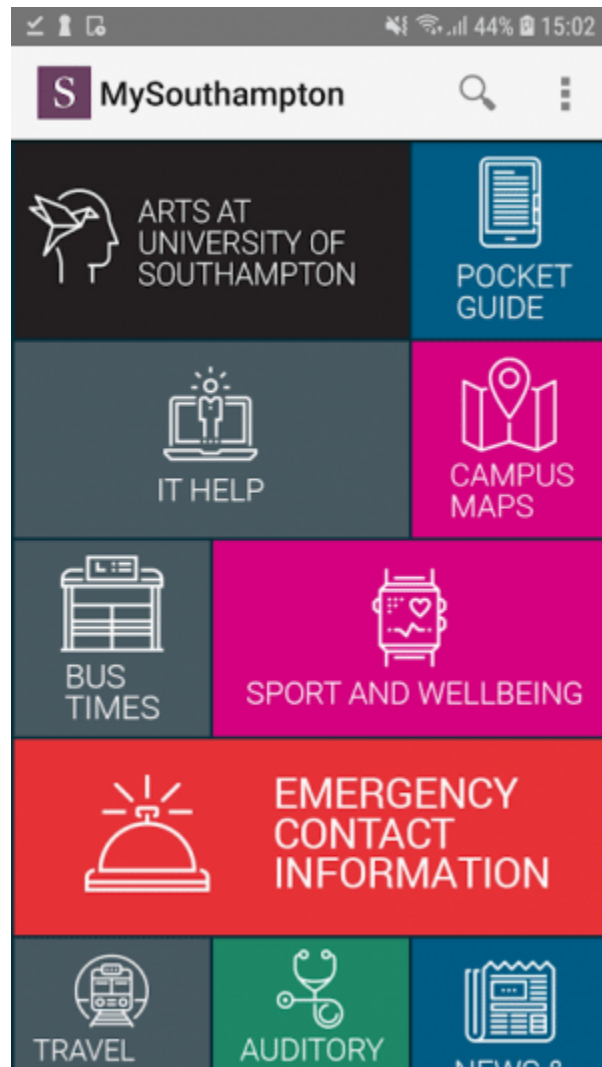 44% 15:02
S MySouthampton
ARTS AT
UNIVERSITY OF
SOUTHAMPTON
POCKET
GUIDE
IT HELP
CAMPUS
MAPS
BUS
TIMES
SPORT AND WELLBEING
EMERGENCY
CONTACT
INFORMATION
TRAVEL
AUDITORY
NEWS &